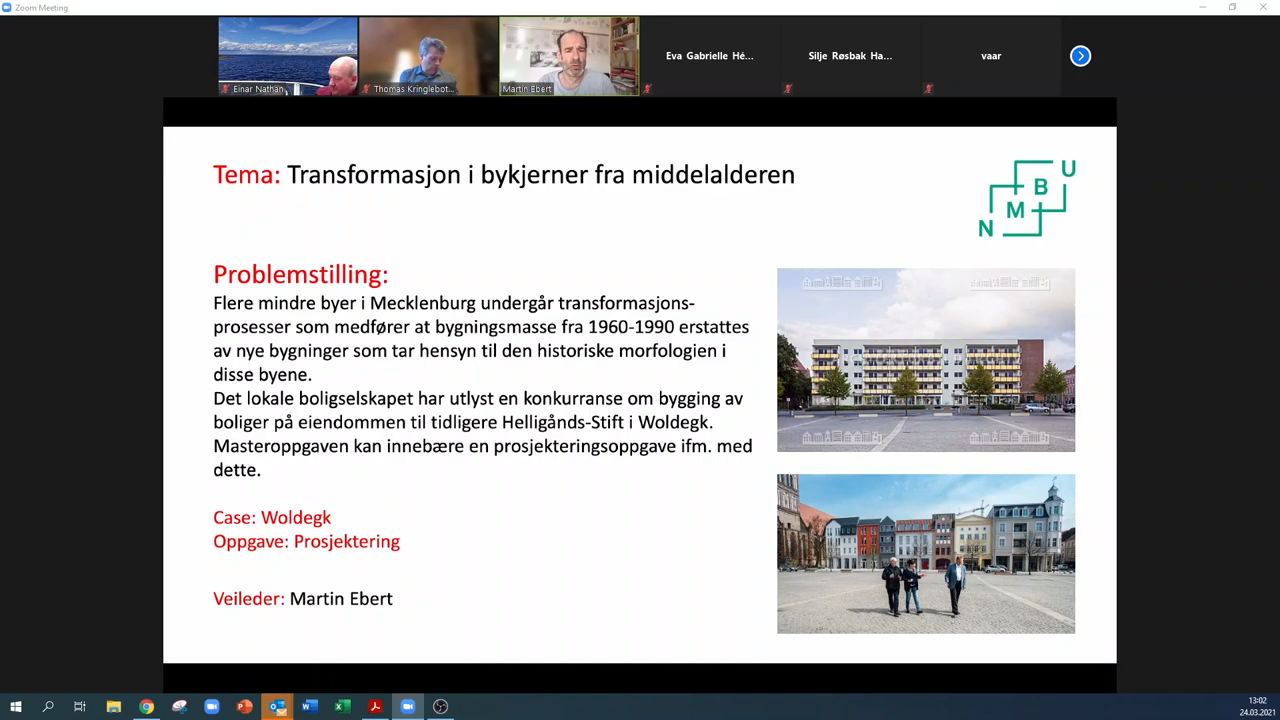 Zoom Meeting
Einar Nathan
Thomas Kringlebot...
Martin Ebert
Eva Gabrielle Hé...
Silje Røsbak Ha...
vaar
Tema: Transformasjon i bykjerner fra middelalderen
N M B U
Problemstilling:
Flere mindre byer i Mecklenburg undergår transformasjons-
prosesser som medfører at bygningsmasse fra 1960-1990 erstattes
av nye bygninger som tar hensyn til den historiske morfologien i
disse byene.
Det lokale boligselskapet har utlyst en konkurranse om bygging av
boliger på eiendommen til tidligere Helligånds-Stift i Woldegk.
Masteroppgaven kan innebære en prosjekteringsoppgave ifm. med
dette.
Case: Woldegk
Oppgave: Prosjektering
Veileder: Martin Ebert
13:02
24.03.2021